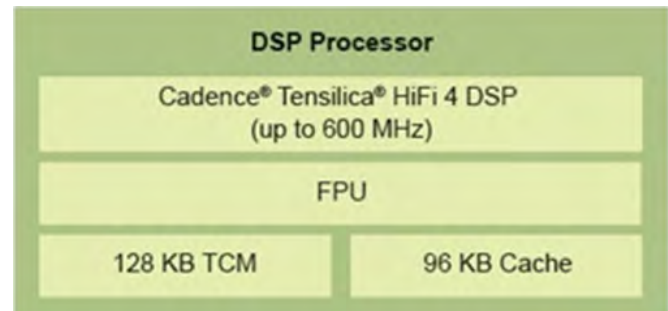 DSP Processor
Cadence® Tensilica® HiFi 4 DSP
(up to 600 MHz)
FPU
128 KB TCM
96 KB Cache